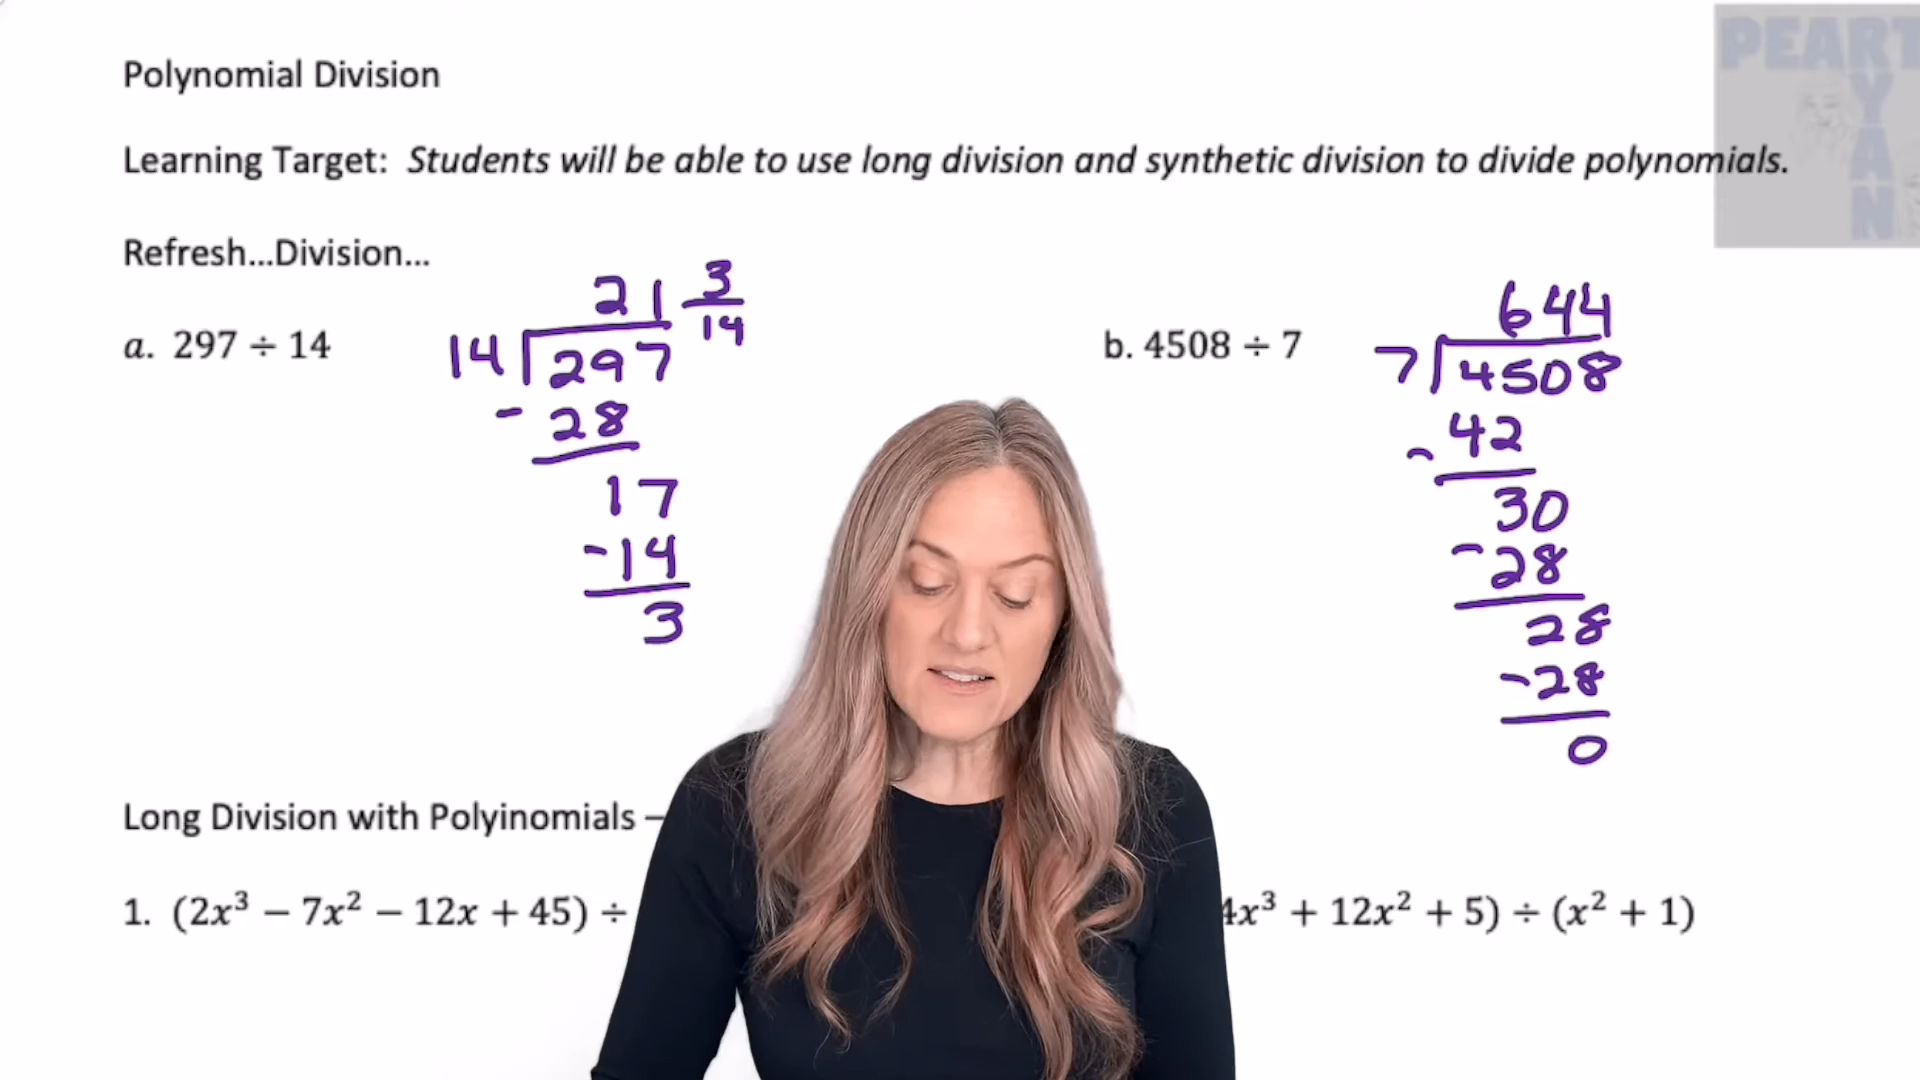 Polynomial Division
PEART
YAN
Learning Target: Students will be able to use long division and synthetic division to divide polynomials.
Refresh...Division...
a. 297 ÷ 14
21 3/14
14 297
- 28
17
-14
3
b. 4508 ÷ 7
644
7 4508
- 42
30
-28
28
-28
0
Long Division with Polyinomials –
1. (2x³ – 7x² – 12x + 45) ÷
4x³ + 12x² + 5) ÷ (x² + 1)